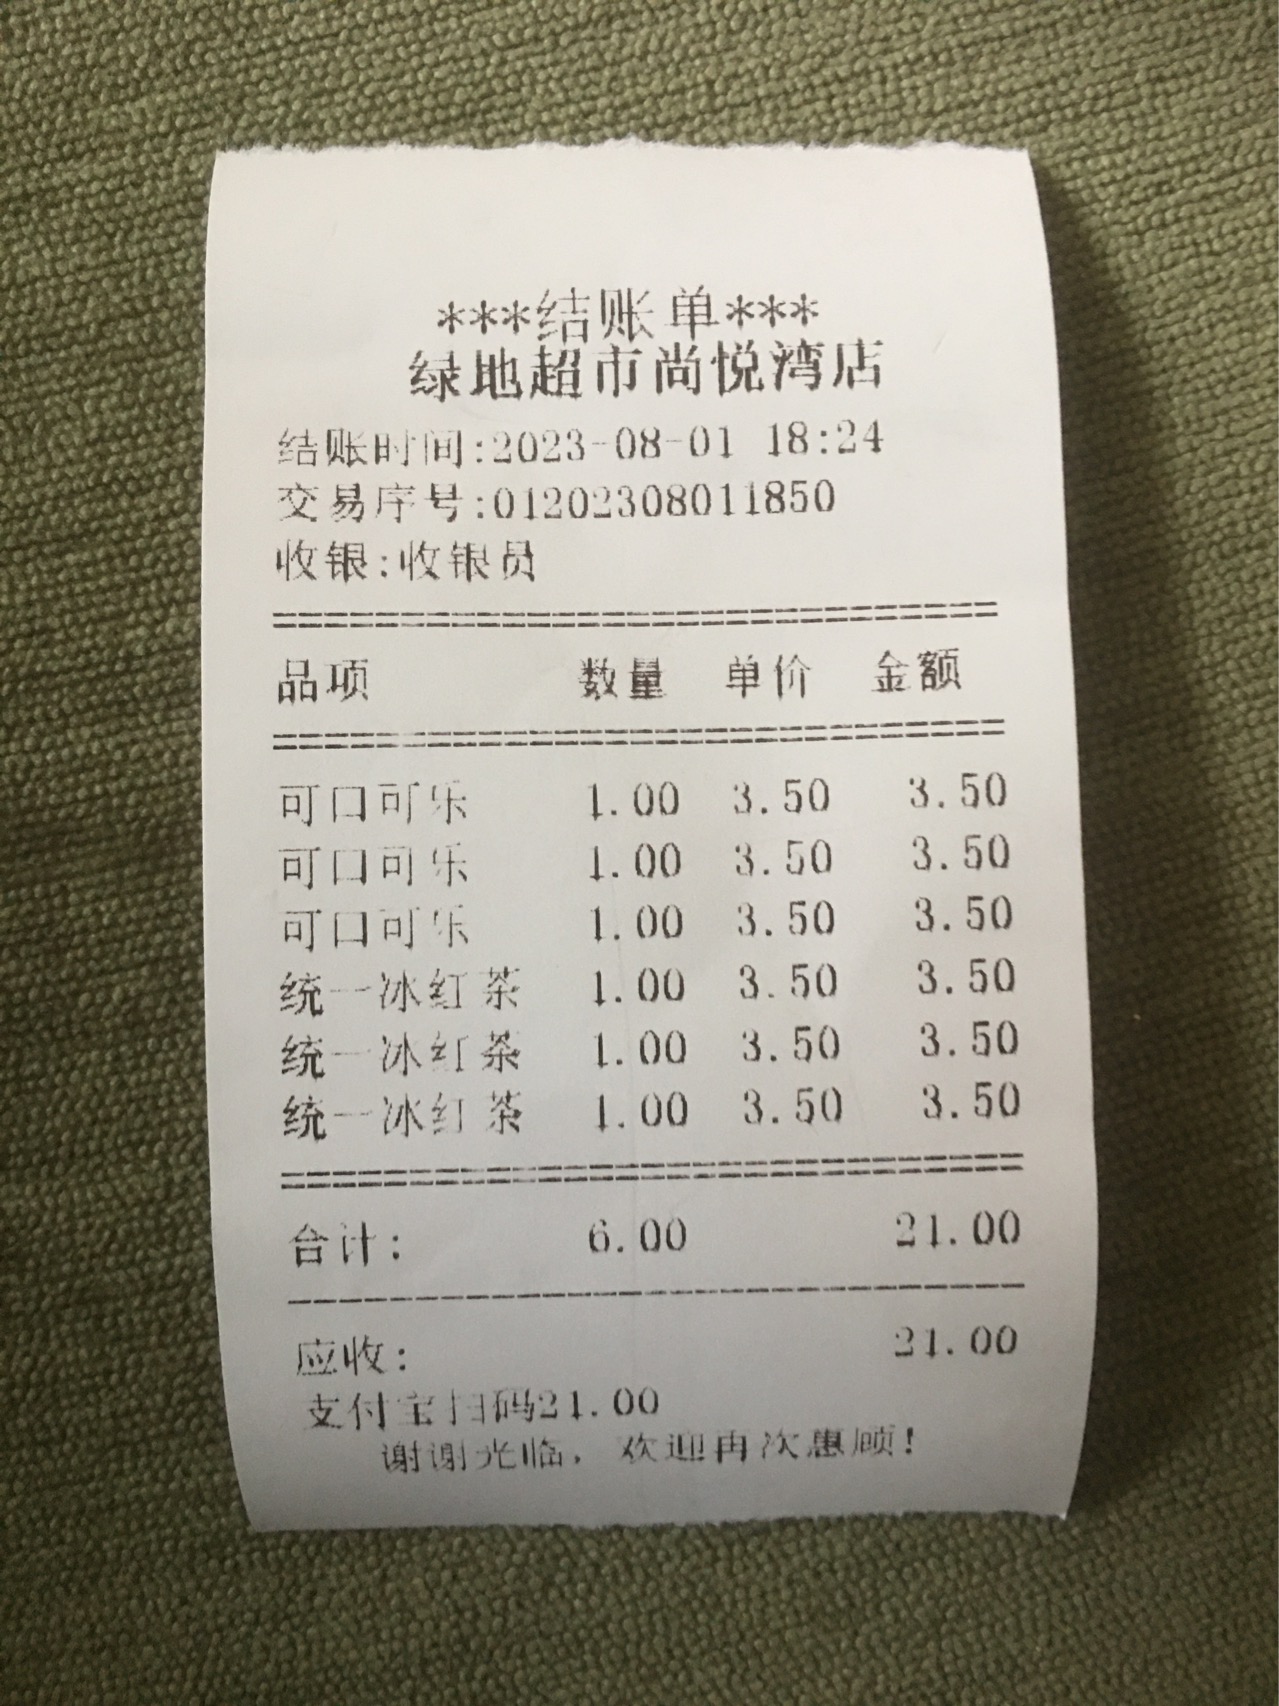 ***结账单***
绿地超市尚悦湾店
结账时间:2023-08-01 18:24
交易序号:01202308011850
收银:收银员
品项 数量 单价 金额
可口可乐 1.00 3.50 3.50
可口可乐 1.00 3.50 3.50
可口可乐 1.00 3.50 3.50
统一冰红茶 1.00 3.50 3.50
统一冰红茶 1.00 3.50 3.50
统一冰红茶 1.00 3.50 3.50
合计: 6.00 21.00
应收: 21.00
支付宝扫码21.00
谢谢光临，欢迎再次惠顾!